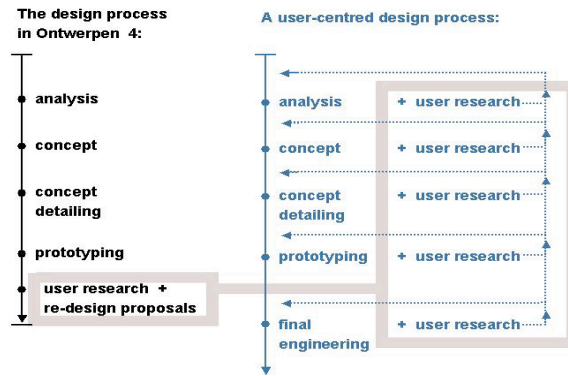 The design process
in Ontwerpen 4:
analysis
concept
concept
detailing
prototyping
user research +
re-design proposals
A user-centred design process:
analysis + user research
concept + user research
concept + user research
detailing
prototyping + user research
final + user research
engineering